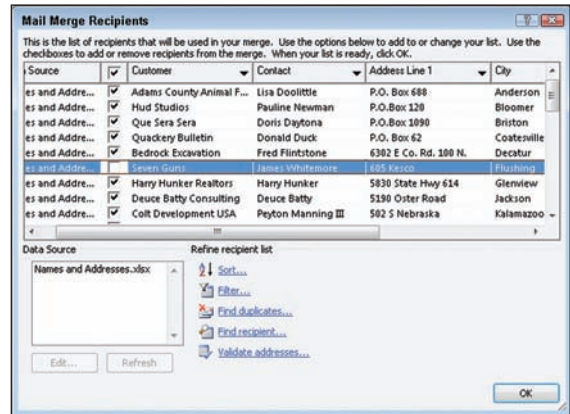 Mail Merge Recipients
This is the list of recipients that will be used in your merge. Use the options below to add to or change your list. Use the
checkboxes to add or remove recipients from the merge. When your list is ready, click OK.
Source Customer Contact Address Line 1 City
es and Addre... Adams County Animal F... Lisa Doolittle P.O. Box 688 Anderson
es and Addre... Hud Studios Pauline Newman P.O.Box 120 Bloomer
es and Addre... Que Sera Sera Doris Daytona P.O.Box 1090 Briston
es and Addre... Quackery Bulletin Donald Duck P.O. Box 62 Coatesville
es and Addre... Bedrock Excavation Fred Flintstone 6302 E Co. Rd. 100 N. Decatur
es and Addre... Seven Guns James Whitemore 605 Kesco Flushing
es and Addre... Harry Hunker Realtors Harry Hunker 5830 State Hwy 614 Glenview
es and Addre... Deuce Batty Consulting Deuce Batty 5190 Oster Road Jackson
es and Addre... Colt Development USA Peyton Manning III 502 S Nebraska Kalamazoo
Data Source Refine recipient list
Names and Addresses.xlsx Sort...
Filter...
Find duplicates...
Find recipient...
Validate addresses...
Edit... Refresh
OK